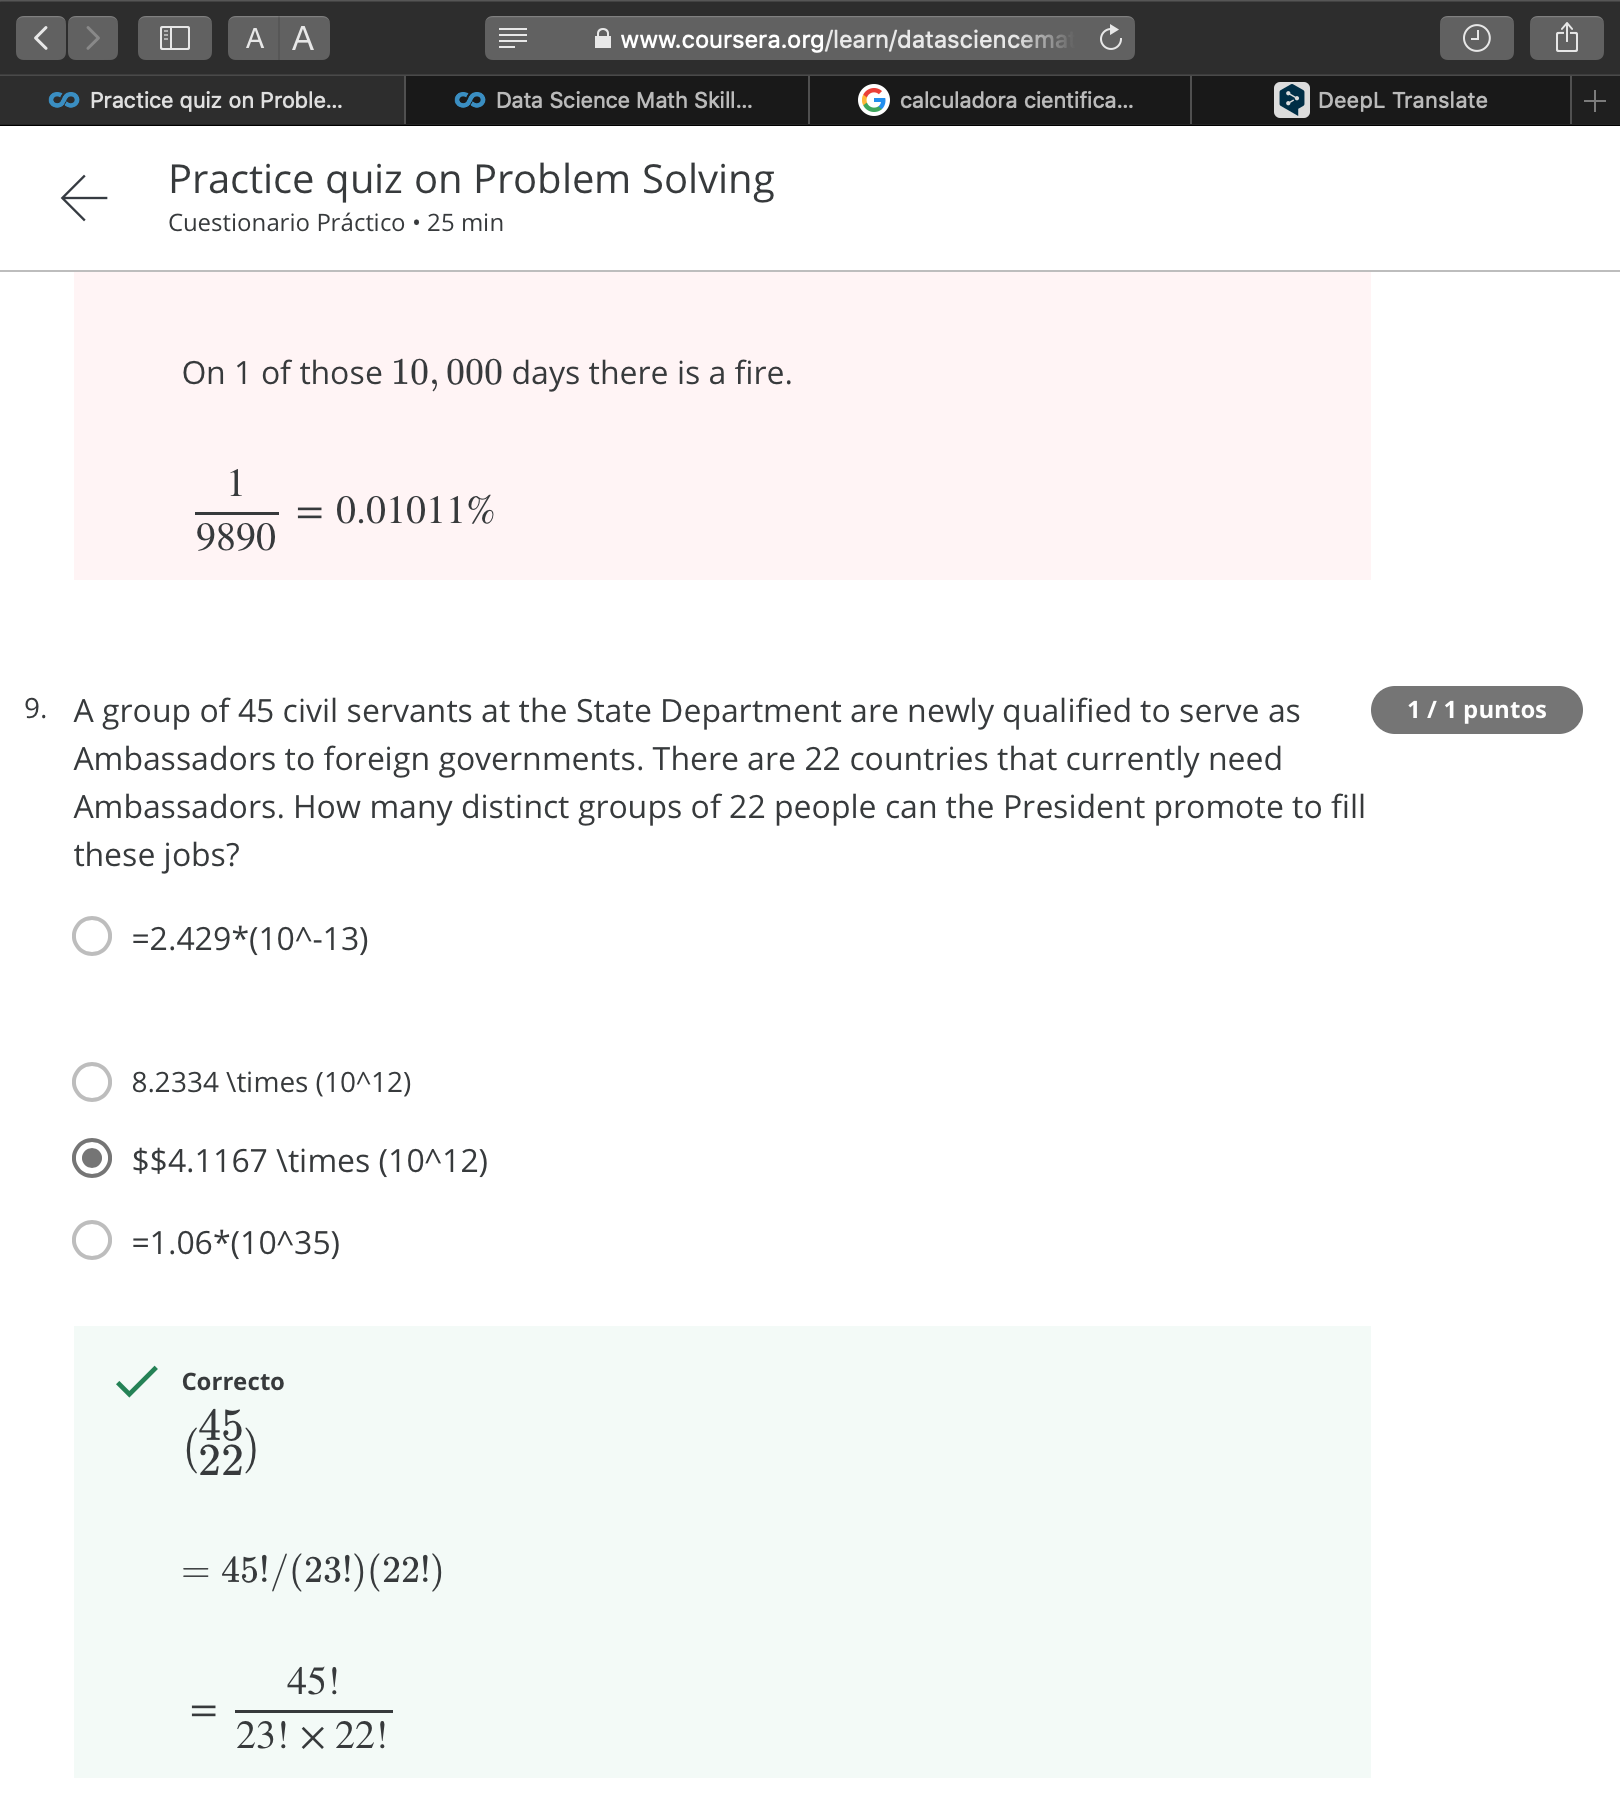 A A
www.coursera.org/learn/datasciencemat
Practice quiz on Proble...
Data Science Math Skill...
calculadora cientifica...
DeepL Translate
Practice quiz on Problem Solving
Cuestionario Práctico • 25 min
On 1 of those 10, 000 days there is a fire.
1
9890
= 0.01011%
9. A group of 45 civil servants at the State Department are newly qualified to serve as
1 / 1 puntos
Ambassadors to foreign governments. There are 22 countries that currently need
Ambassadors. How many distinct groups of 22 people can the President promote to fill
these jobs?
=2.429*(10^-13)
8.2334 \times (10^12)
$$4.1167 \times (10^12)
=1.06*(10^35)
Correcto
(45
22)
= 45!/(23!)(22!)
45!
=
23! × 22!